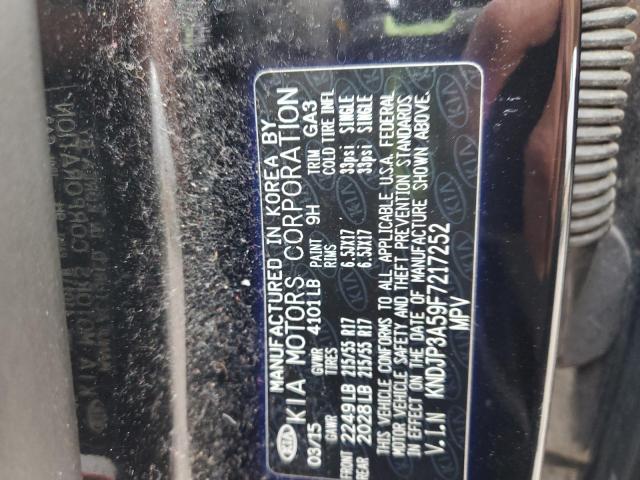 MANUFACTURED IN KOREA BY
KIA KIA MOTORS CORPORATION
03/15 GVWR 4101LB PAINT 9H TRIM GA3
GAWR TIRES RIMS COLD TIRE INFL
FRONT 2249LB 215/55 R17 6.5JX17 33psi SINGLE
REAR 2028LB 215/55 R17 6.5JX17 33psi SINGLE
THIS VEHICLE CONFORMS TO ALL APPLICABLE U.S.A. FEDERAL
MOTOR VEHICLE SAFETY AND THEFT PREVENTION STANDARDS
IN EFFECT ON THE DATE OF MANUFACTURE SHOWN ABOVE.
V.I.N KNDJP3A59F7217252
MPV